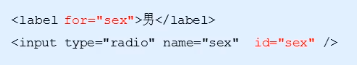 <label for="sex">男</label>
<input type="radio" name="sex"  id="sex" />